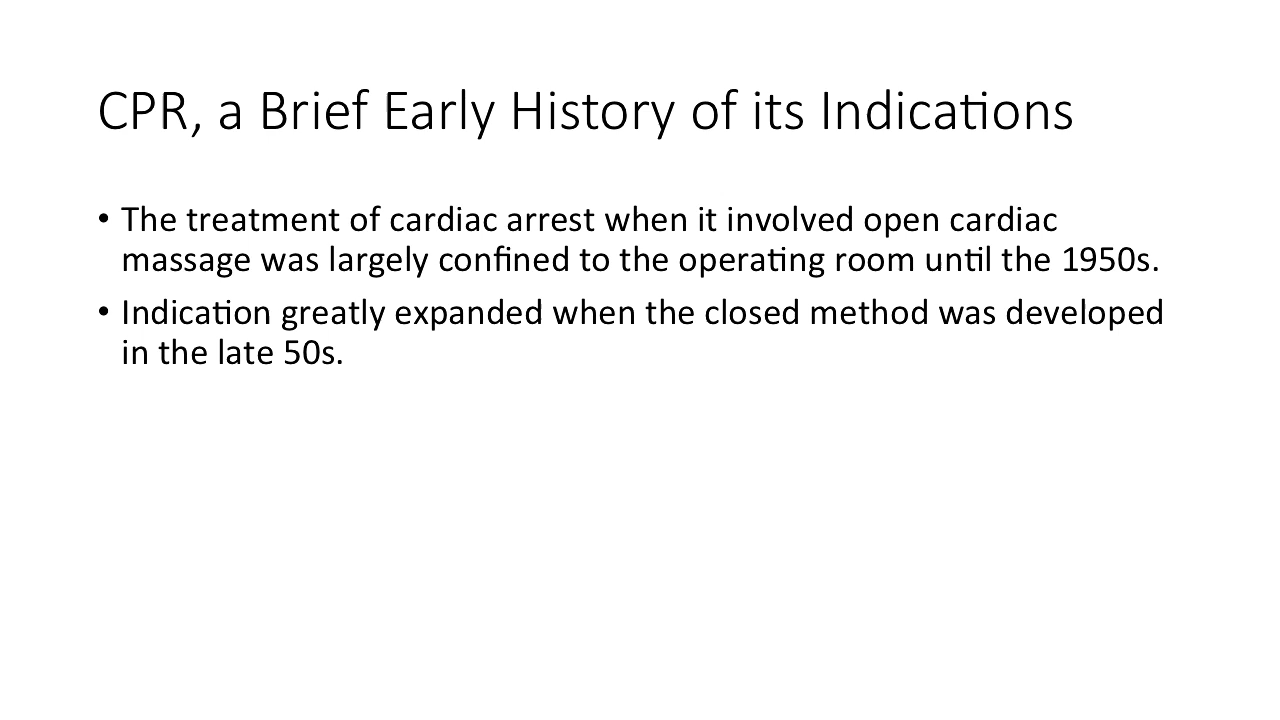 CPR, a Brief Early History of its Indications
• The treatment of cardiac arrest when it involved open cardiac
massage was largely confined to the operating room until the 1950s.
• Indication greatly expanded when the closed method was developed
in the late 50s.